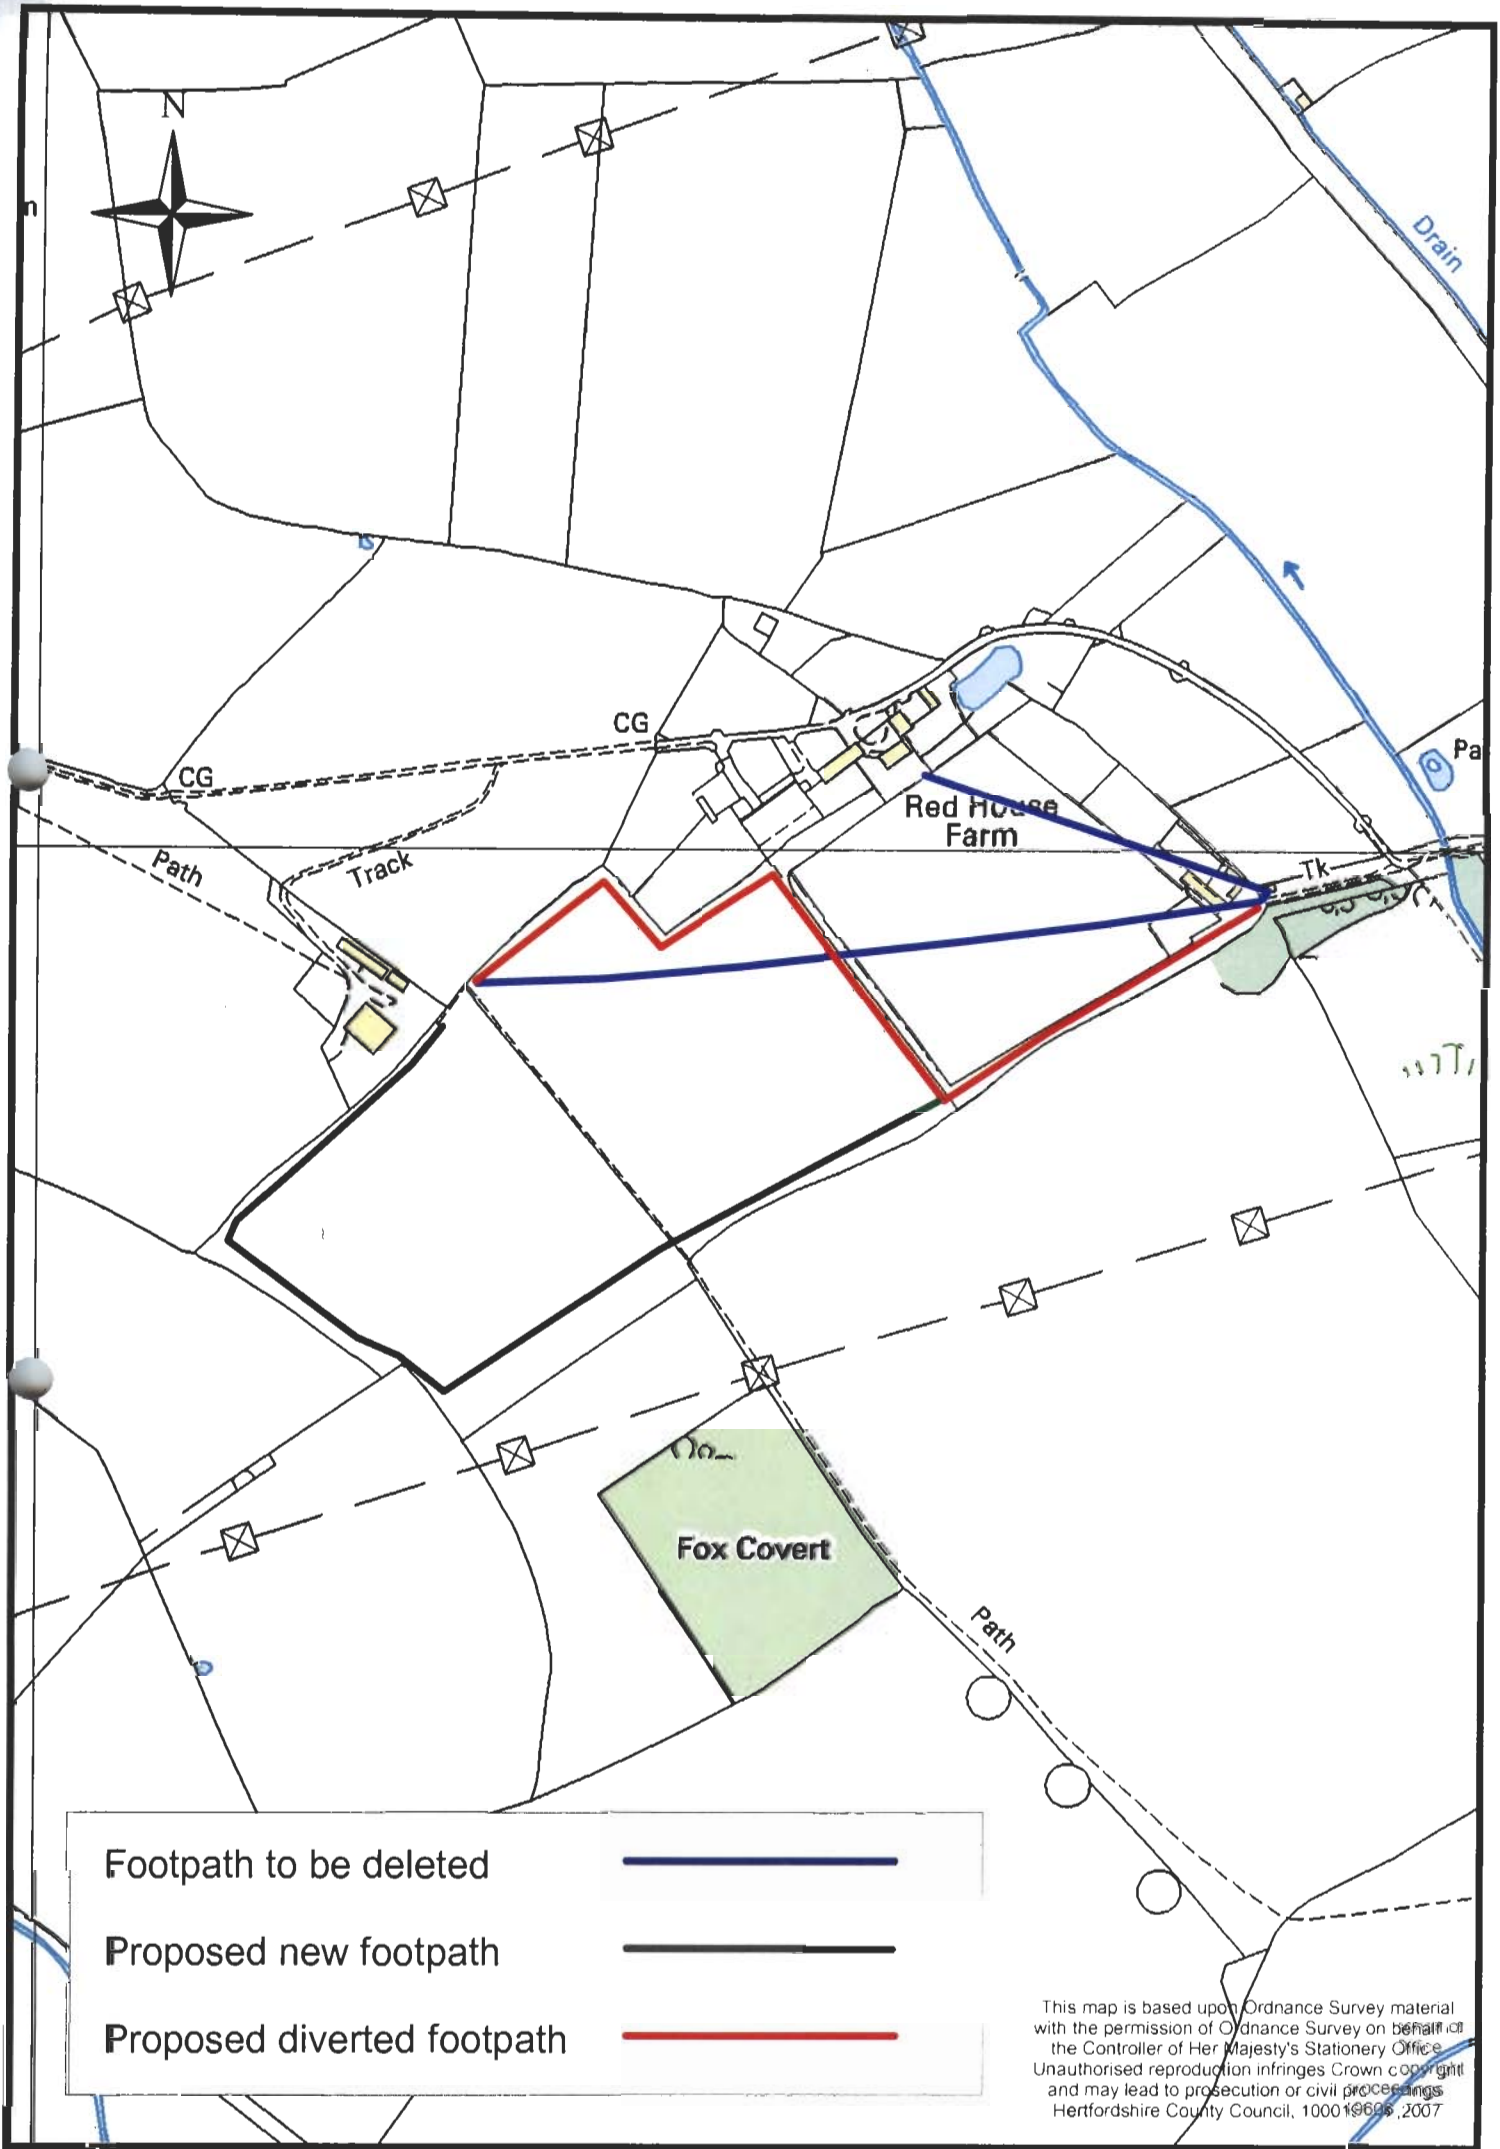 N
n
Drain
CG
CG
Pa
Red House
Farm
Path
Track
Tk
Fox Covert
Path
Footpath to be deleted
Proposed new footpath
Proposed diverted footpath
This map is based upon Ordnance Survey material
with the permission of Ordnance Survey on behalf of
the Controller of Her Majesty's Stationery Office
Unauthorised reproduction infringes Crown copyright
and may lead to prosecution or civil proceedings
Hertfordshire County Council, 2007